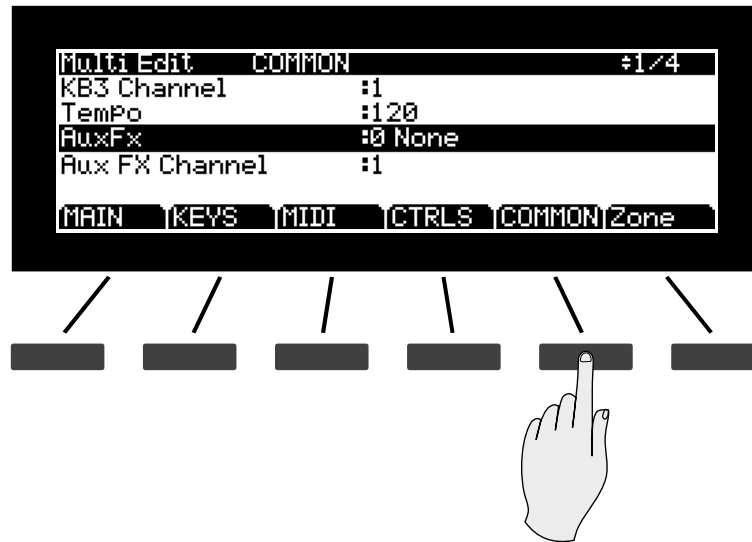 Multi Edit COMMON ÷1/4
KB3 Channel :1
Tempo :120
AuxFx :0 None
Aux FX Channel :1
MAIN KEYS MIDI CTRLS COMMON Zone